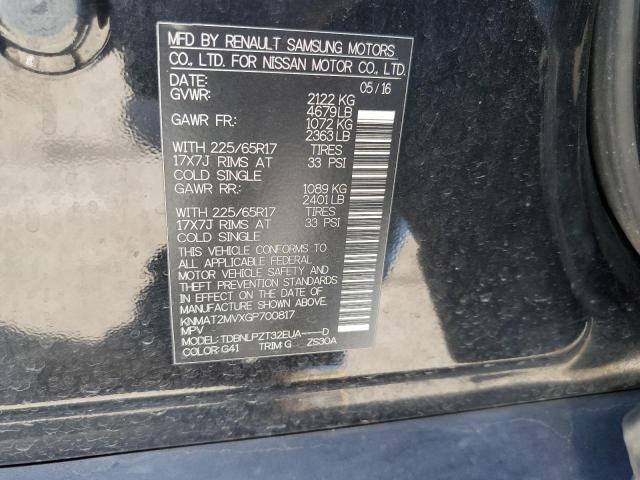 MFD BY RENAULT SAMSUNG MOTORS
CO., LTD. FOR NISSAN MOTOR CO., LTD.
DATE: 05/16
GVWR: 2122 KG
4679 LB
GAWR FR: 1072 KG
2363 LB
WITH 225/65R17 TIRES
17X7J RIMS AT 33 PSI
COLD SINGLE
GAWR RR: 1089 KG
2401 LB
WITH 225/65R17 TIRES
17X7J RIMS AT 33 PSI
COLD SINGLE
THIS VEHICLE CONFORMS TO
ALL APPLICABLE FEDERAL
MOTOR VEHICLE SAFETY AND
THEFT PREVENTION STANDARDS
IN EFFECT ON THE DATE OF
MANUFACTURE SHOWN ABOVE.
KNMAT2MVXGP700817
MPV
MODEL: TDBNLPZT32EUA----D
COLOR: G41 TRIM: G ZS30A